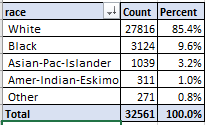 race Count Percent
White 27816 85.4%
Black 3124 9.6%
Asian-Pac-Islander 1039 3.2%
Amer-Indian-Eskimo 311 1.0%
Other 271 0.8%
Total 32561 100.0%